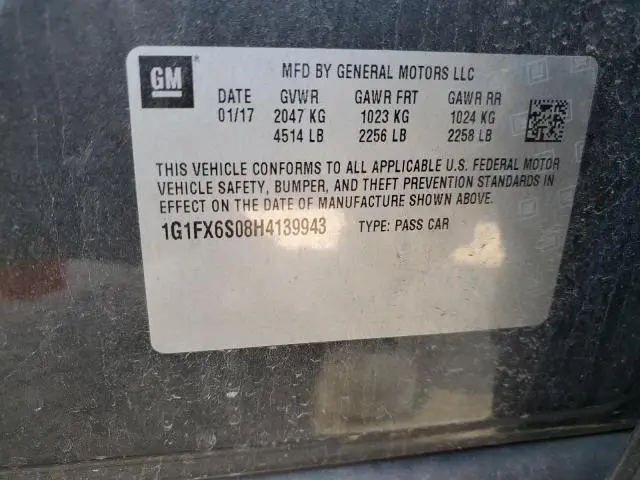 GM
MFD BY GENERAL MOTORS LLC
DATE GVWR GAWR FRT GAWR RR
01/17 2047 KG 1023 KG 1024 KG
4514 LB 2256 LB 2258 LB
THIS VEHICLE CONFORMS TO ALL APPLICABLE U.S. FEDERAL MOTOR
VEHICLE SAFETY, BUMPER, AND THEFT PREVENTION STANDARDS IN
EFFECT ON THE DATE OF MANUFACTURE SHOWN ABOVE.
1G1FX6S08H4139943 TYPE: PASS CAR